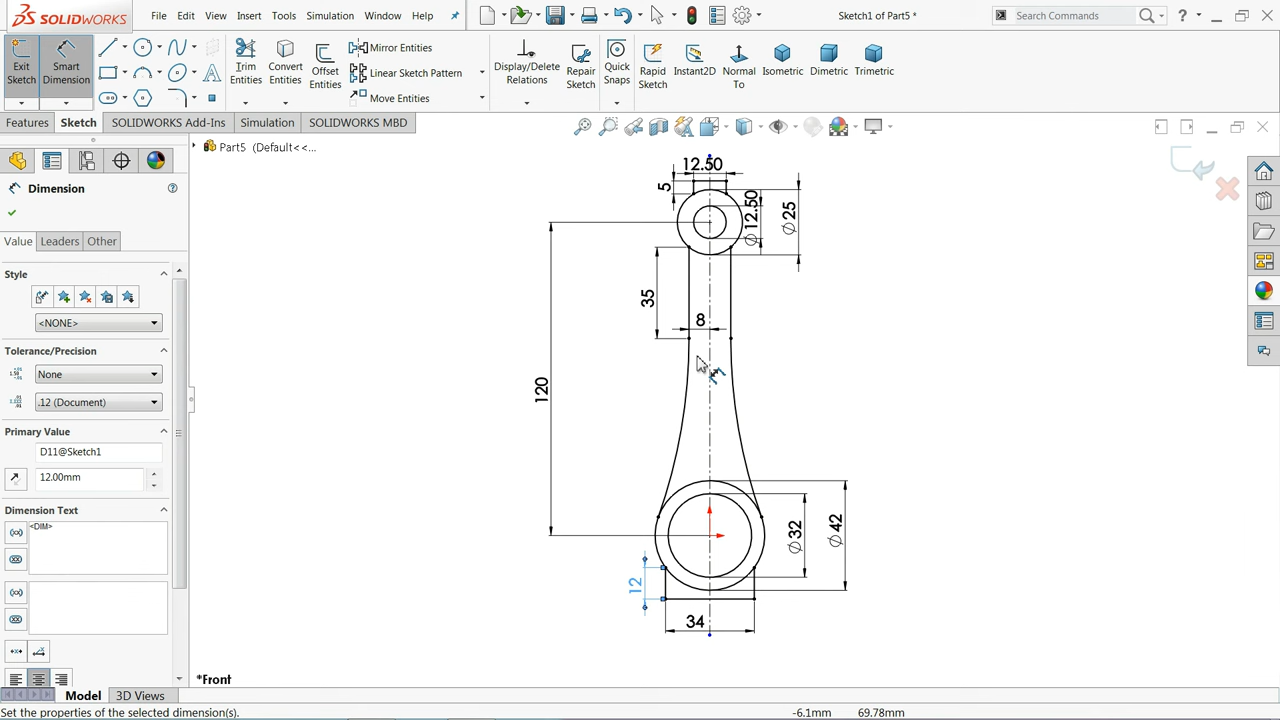 SOLIDWORKS File Edit View Insert Tools Simulation Window Help Sketch1 of Part5 * Search Commands ?
Exit Sketch
Smart Dimension
Trim Entities
Convert Entities
Offset Entities
Mirror Entities
Linear Sketch Pattern
Move Entities
Display/Delete Relations
Repair Sketch
Quick Snaps
Rapid Sketch
Instant2D
Normal To
Isometric
Dimetric
Trimetric
Features Sketch SOLIDWORKS Add-Ins Simulation SOLIDWORKS MBD
Part5 (Default<<...
Dimension
Value Leaders Other
Style
<NONE>
Tolerance/Precision
None
.12 (Document)
Primary Value
D11@Sketch1
12.00mm
Dimension Text
<DIM>
12.50
5
∅12.50
∅25
35
8
120
∅32
∅42
12
34
*Front
Model 3D Views
Set the properties of the selected dimension(s). -6.1mm 69.78mm